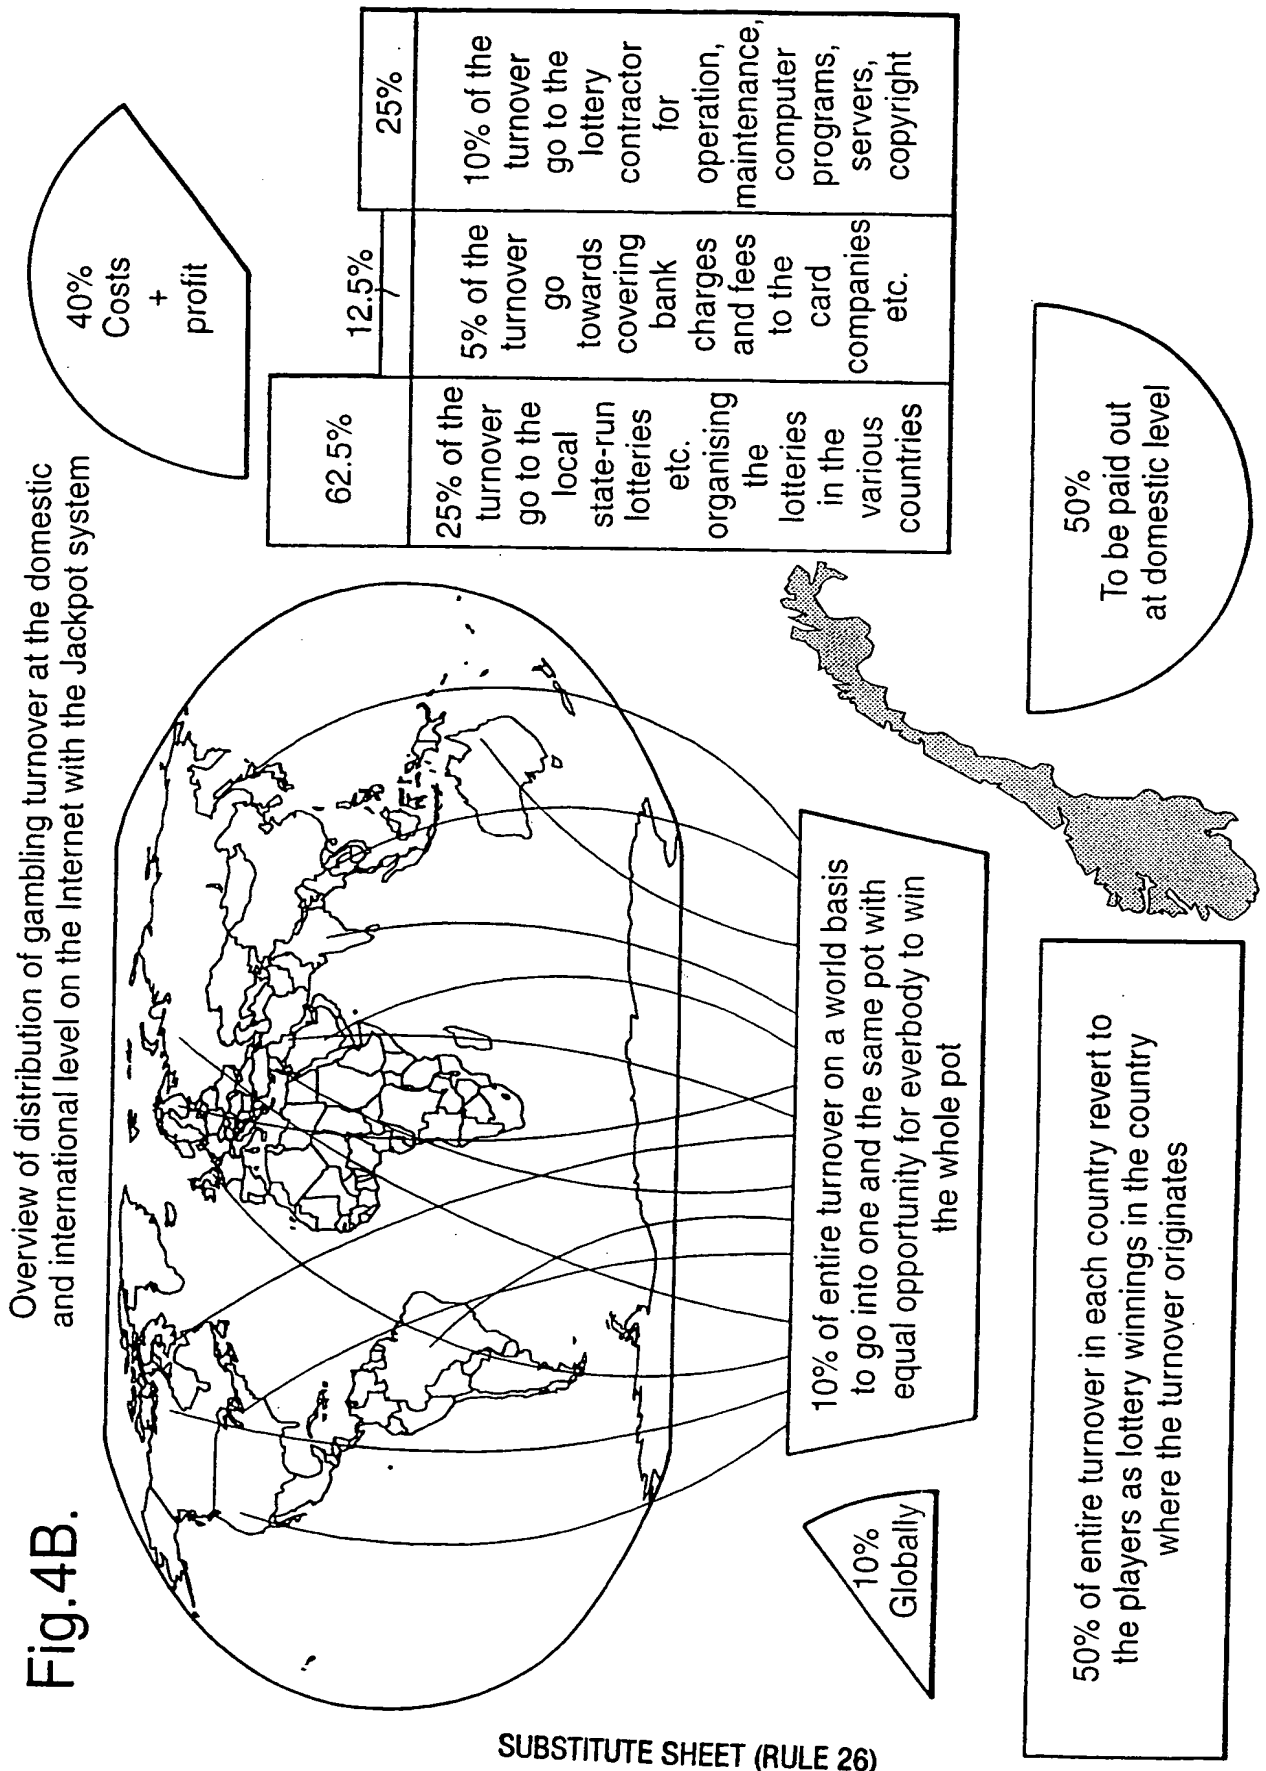 Fig.4B.
Overview of distribution of gambling turnover at the domestic
and international level on the Internet with the Jackpot system
40%
Costs
+
profit
62.5%
12.5%
25%
25% of the
turnover
go to the
local
state-run
lotteries
etc.
organising
the
lotteries
in the
various
countries
5% of the
turnover
go
towards
covering
bank
charges
and fees
to the
card
companies
etc.
10% of the
turnover
go to the
lottery
contractor
for
operation,
maintenance,
computer
programs,
servers,
copyright
10%
Globally
10% of entire turnover on a world basis
to go into one and the same pot with
equal opportunity for everbody to win
the whole pot
50%
To be paid out
at domestic level
50% of entire turnover in each country revert to
the players as lottery winnings in the country
where the turnover originates
SUBSTITUTE SHEET (RULE 26)